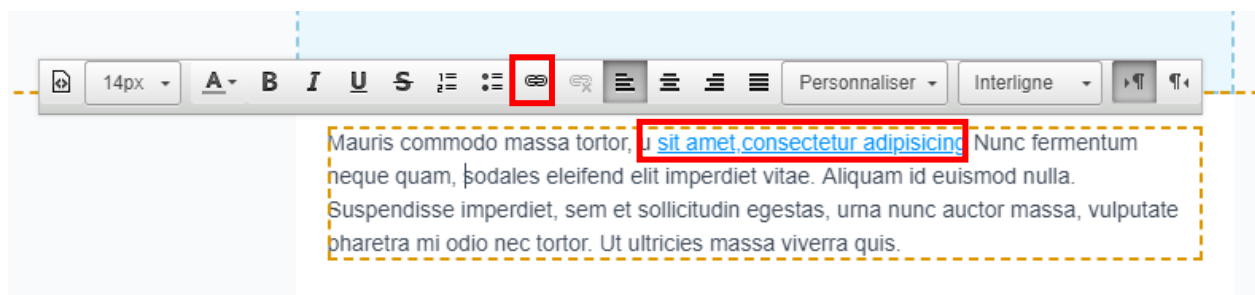 14px A B I U S Personnaliser Interligne
Mauris commodo massa tortor, u sit amet,consectetur adipisicing Nunc fermentum
neque quam, sodales eleifend elit imperdiet vitae. Aliquam id euismod nulla.
Suspendisse imperdiet, sem et sollicitudin egestas, urna nunc auctor massa, vulputate
pharetra mi odio nec tortor. Ut ultricies massa viverra quis.